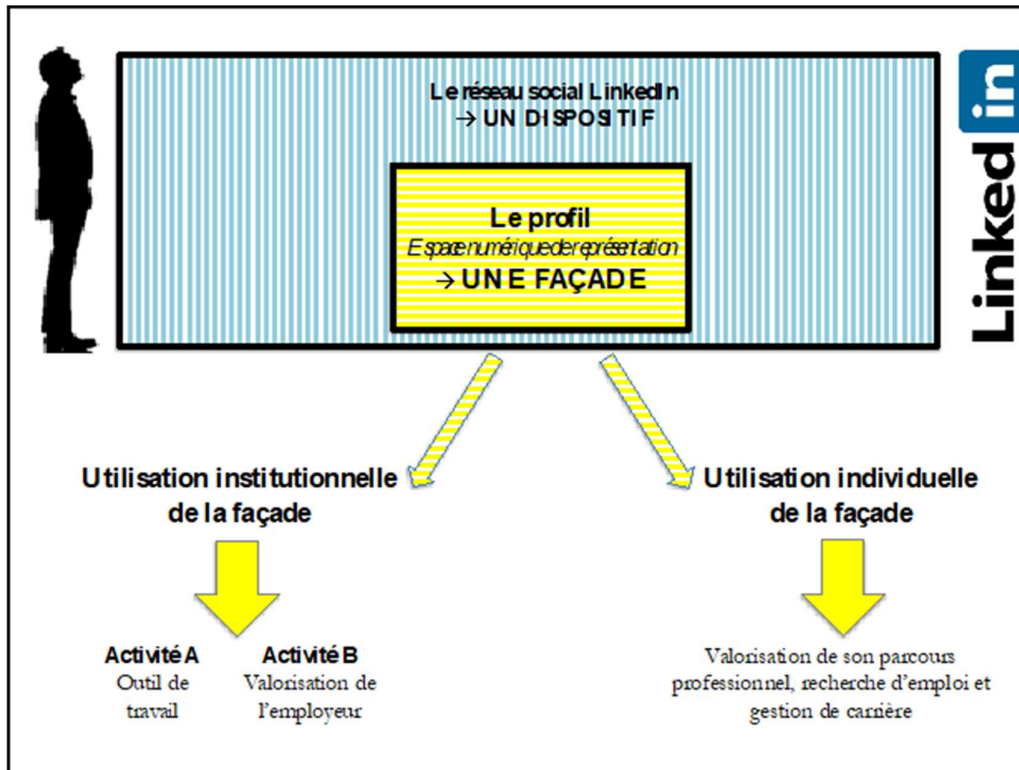 Le réseau social LinkedIn
→ UN DISPOSITIF
Le profil
Espace numérique de représentation
→ UNE FAÇADE
Linked in
Utilisation institutionnelle
de la façade
Utilisation individuelle
de la façade
Activité A
Outil de
travail
Activité B
Valorisation de
l'employeur
Valorisation de son parcours
professionnel, recherche d'emploi et
gestion de carrière